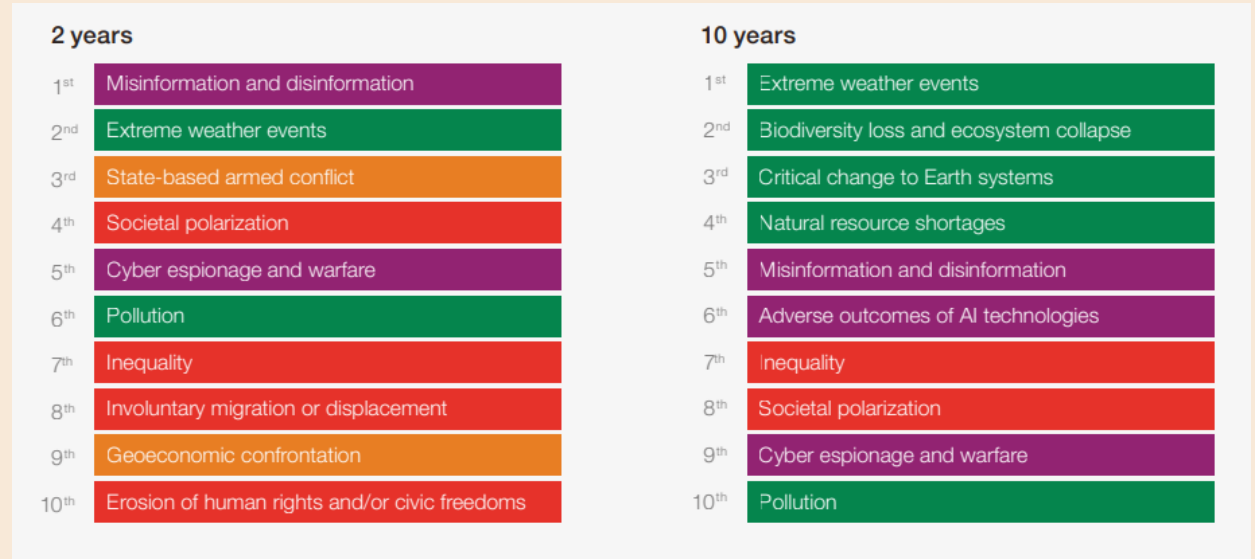 2 years
1st Misinformation and disinformation
2nd Extreme weather events
3rd State-based armed conflict
4th Societal polarization
5th Cyber espionage and warfare
6th Pollution
7th Inequality
8th Involuntary migration or displacement
9th Geoeconomic confrontation
10th Erosion of human rights and/or civic freedoms
10 years
1st Extreme weather events
2nd Biodiversity loss and ecosystem collapse
3rd Critical change to Earth systems
4th Natural resource shortages
5th Misinformation and disinformation
6th Adverse outcomes of AI technologies
7th Inequality
8th Societal polarization
9th Cyber espionage and warfare
10th Pollution